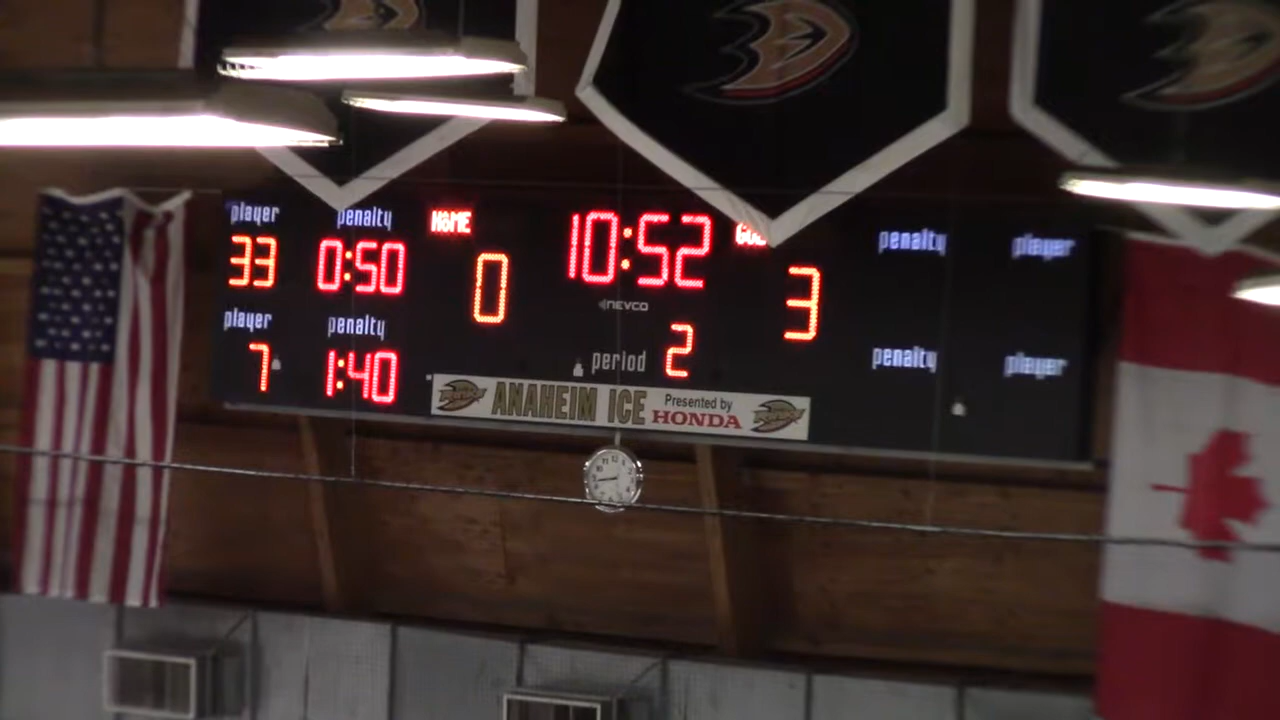 player penalty HOME 10:52 penalty player
33 0:50 0 3
NEVCO
player penalty period 2 penalty player
7 1:40
ANAHEIM ICE Presented by
HONDA